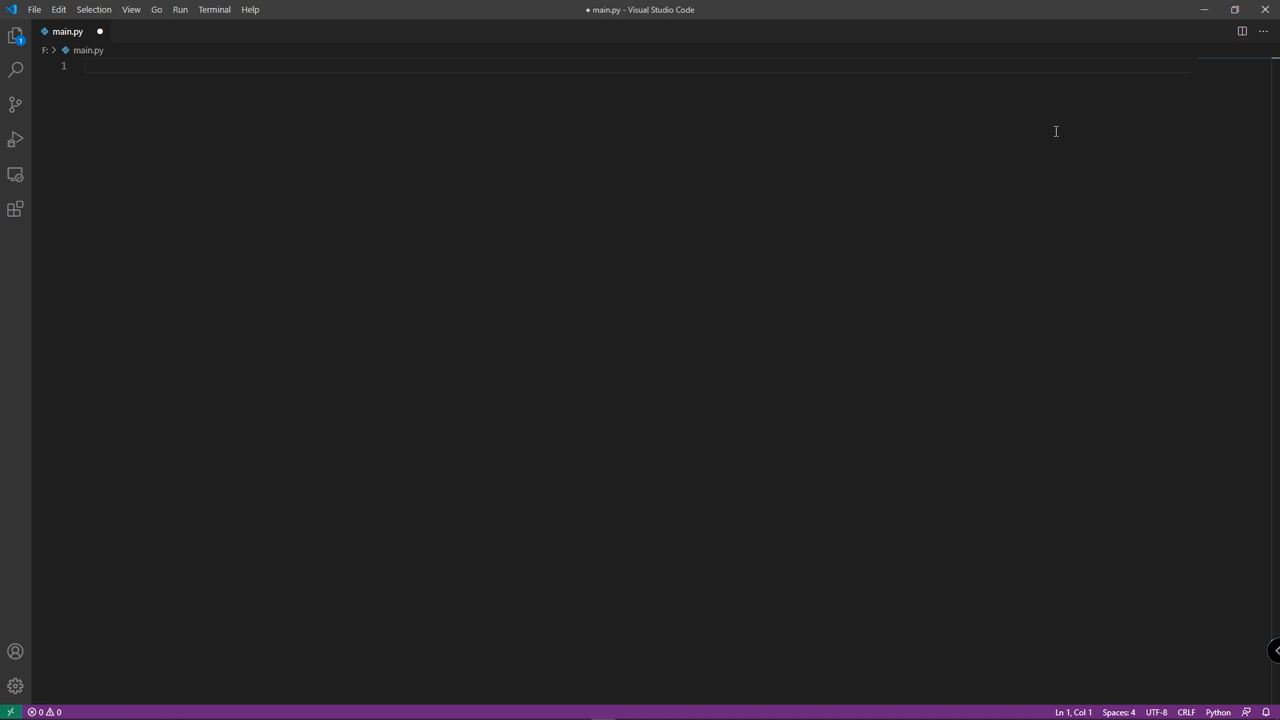 File Edit Selection View Go Run Terminal Help
● main.py - Visual Studio Code
main.py
1
F: > main.py
1
0 0
Ln 1, Col 1 Spaces: 4 UTF-8 CRLF Python